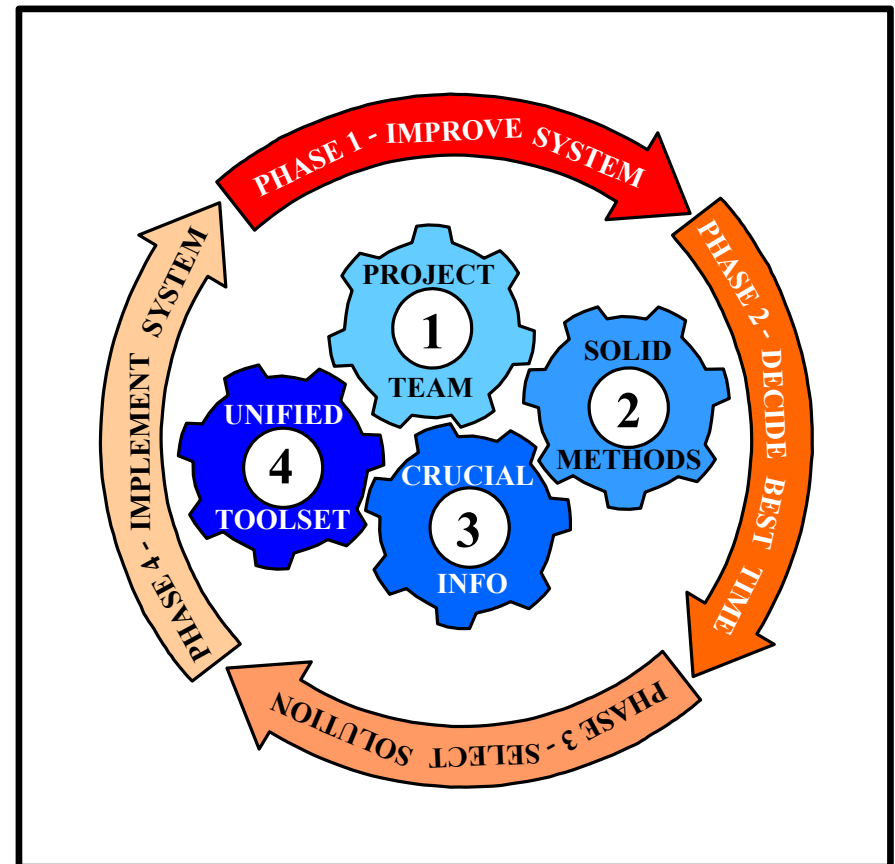 PHASE 1 - IMPROVE SYSTEM
PHASE 2 - DECIDE BEST TIME
PHASE 3 - SELECT SOLUTION
PHASE 4 - IMPLEMENT SYSTEM
PROJECT
1
TEAM
SOLID
2
METHODS
CRUCIAL
3
INFO
UNIFIED
4
TOOLSET